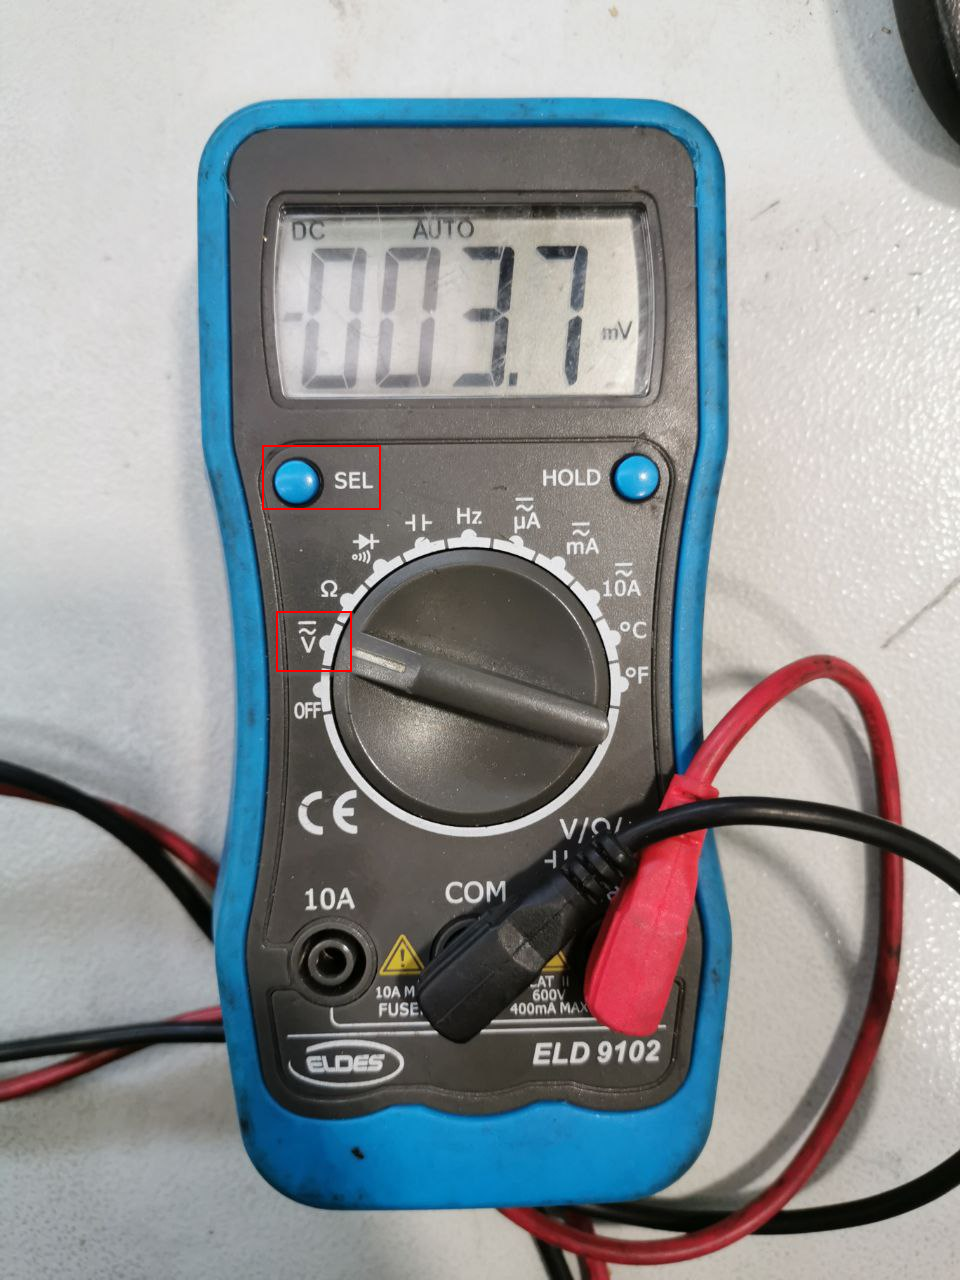 DC AUTO
-003.7 mV
SEL HOLD
Hz
µA
mA
10A
Ω
V
°C
°F
OFF
CE
V/Ω/
10A COM
10A M
FUSE
600V
400mA MAX
ELDES ELD 9102